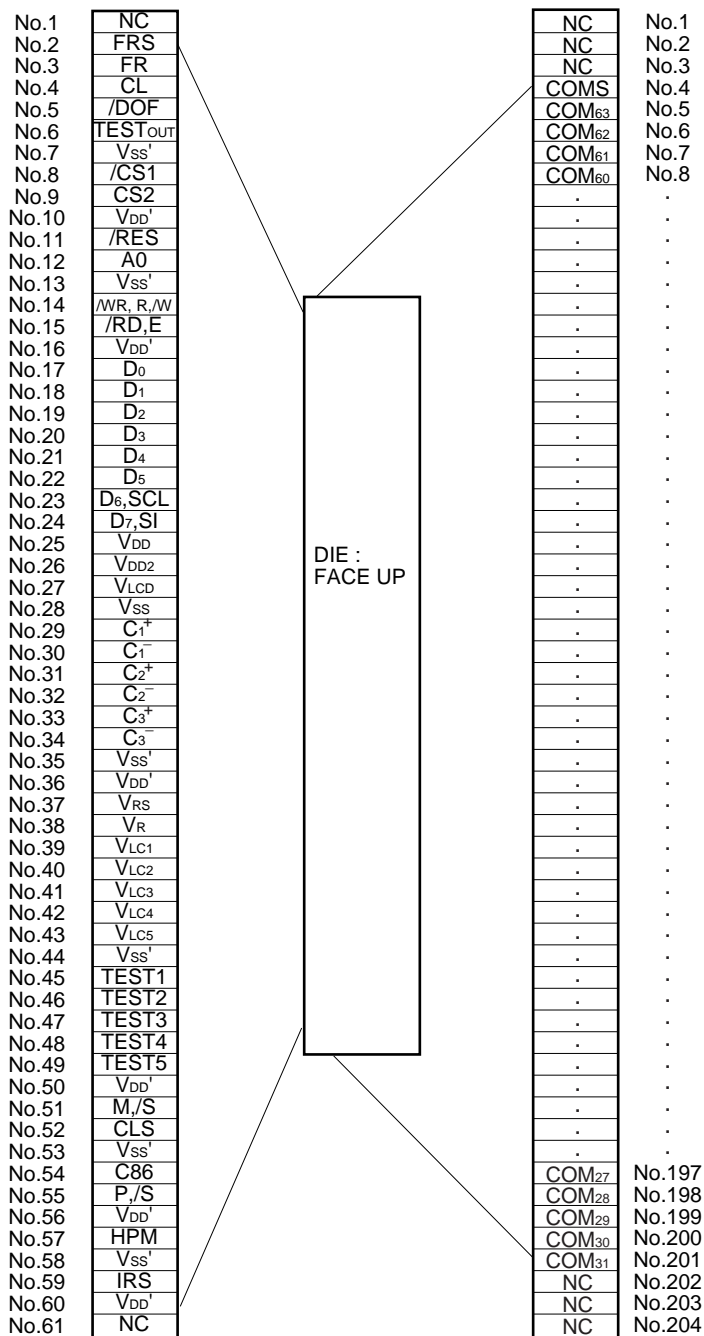 No.1 NC NC No.1
No.2 FRS NC No.2
No.3 FR NC No.3
No.4 CL COMS No.4
No.5 /DOF COM63 No.5
No.6 TESTOUT COM62 No.6
No.7 VSS' COM61 No.7
No.8 /CS1 COM60 No.8
No.9 CS2 . .
No.10 VDD' . .
No.11 /RES . .
No.12 A0 . .
No.13 VSS' . .
No.14 /WR, R,/W . .
No.15 /RD,E . .
No.16 VDD' . .
No.17 D0 . .
No.18 D1 . .
No.19 D2 . .
No.20 D3 . .
No.21 D4 . .
No.22 D5 . .
No.23 D6,SCL . .
No.24 D7,SI . .
No.25 VDD . .
DIE :
No.26 VDD2 . .
FACE UP
No.27 VLCD . .
No.28 VSS . .
No.29 C1+ . .
No.30 C1− . .
No.31 C2+ . .
No.32 C2− . .
No.33 C3+ . .
No.34 C3− . .
No.35 VSS' . .
No.36 VDD' . .
No.37 VRS . .
No.38 VR . .
No.39 VLC1 . .
No.40 VLC2 . .
No.41 VLC3 . .
No.42 VLC4 . .
No.43 VLC5 . .
No.44 VSS' . .
No.45 TEST1 . .
No.46 TEST2 . .
No.47 TEST3 . .
No.48 TEST4 . .
No.49 TEST5 . .
No.50 VDD' . .
No.51 M,/S . .
No.52 CLS . .
No.53 VSS' . .
No.54 C86 COM27 No.197
No.55 P,/S COM28 No.198
No.56 VDD' COM29 No.199
No.57 HPM COM30 No.200
No.58 VSS' COM31 No.201
No.59 IRS NC No.202
No.60 VDD' NC No.203
No.61 NC NC No.204